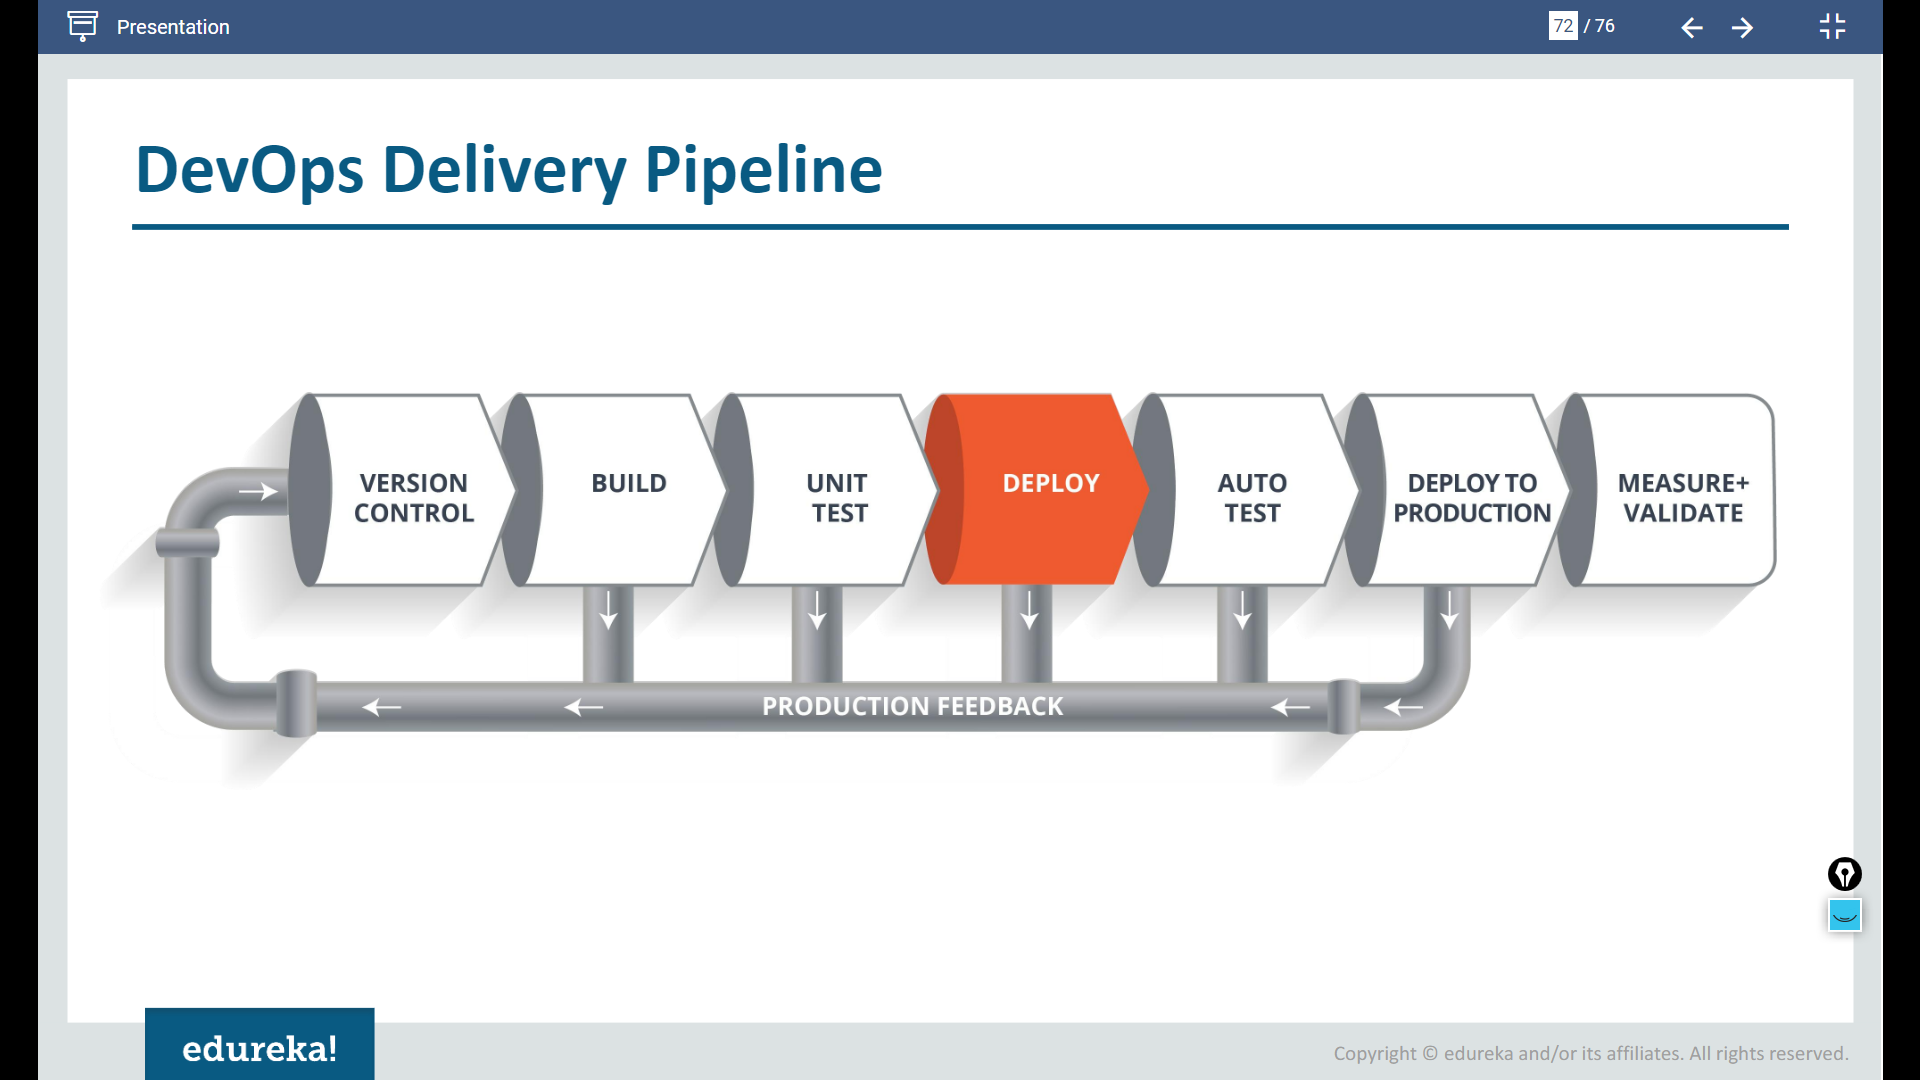 Presentation
72 / 76
DevOps Delivery Pipeline
VERSION
CONTROL
BUILD
UNIT
TEST
DEPLOY
AUTO
TEST
DEPLOY TO
PRODUCTION
MEASURE+
VALIDATE
PRODUCTION FEEDBACK
edureka!
Copyright © edureka and/or its affiliates. All rights reserved.